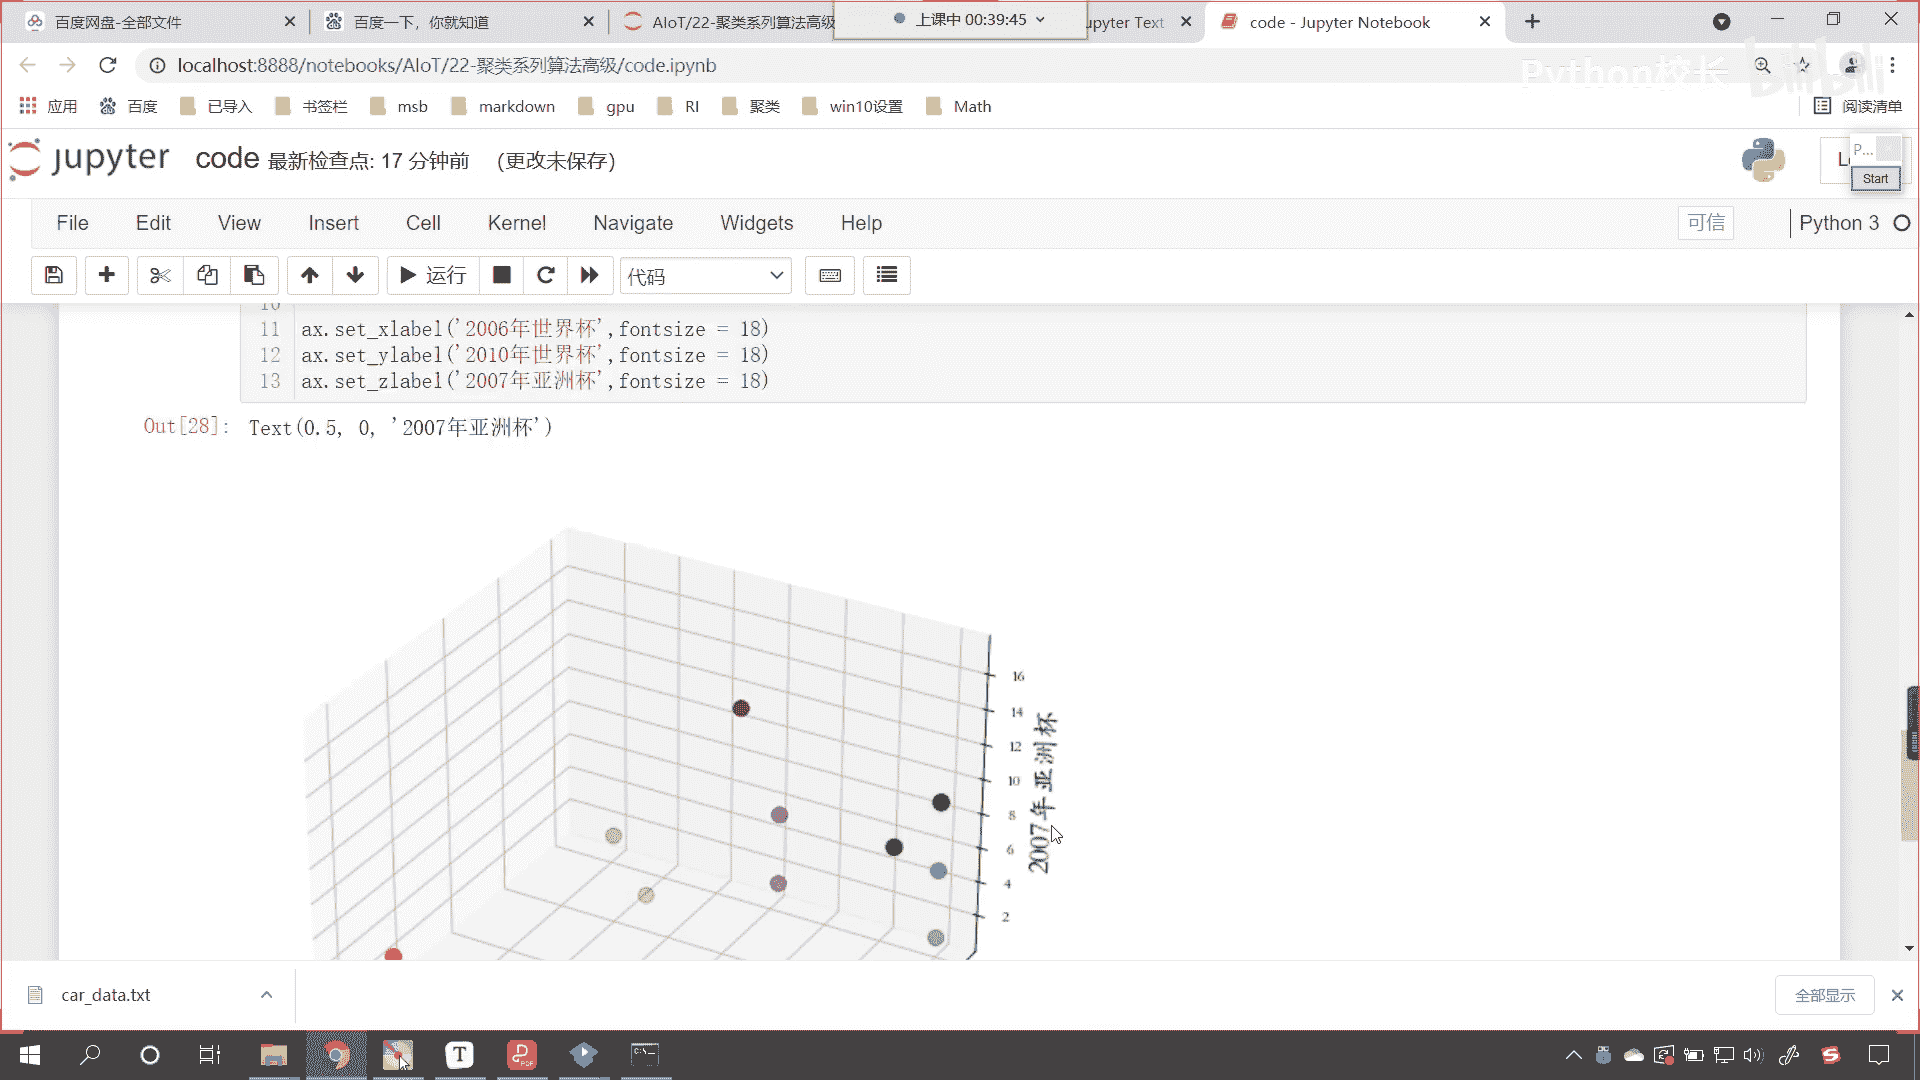 百度网盘-全部文件
百度一下，你就知道
AIoT/22-聚类系列算法高级
上课中 00:39:45
upyter Text
code - Jupyter Notebook
localhost:8888/notebooks/AIoT/22-聚类系列算法高级/code.ipynb
Python校长
bilibili
应用 百度 已导入 书签栏 msb markdown gpu RI 聚类 win10设置 Math 阅读清单
jupyter code 最新检查点: 17 分钟前 (更改未保存)
P...
Start
File Edit View Insert Cell Kernel Navigate Widgets Help 可信 Python 3
运行 代码
10
11 ax.set_xlabel('2006年世界杯',fontsize = 18)
12 ax.set_ylabel('2010年世界杯',fontsize = 18)
13 ax.set_zlabel('2007年亚洲杯',fontsize = 18)
Out[28]: Text(0.5, 0, '2007年亚洲杯')
16
14
12
10
8
6
4
2
2007年亚洲杯
car_data.txt
全部显示